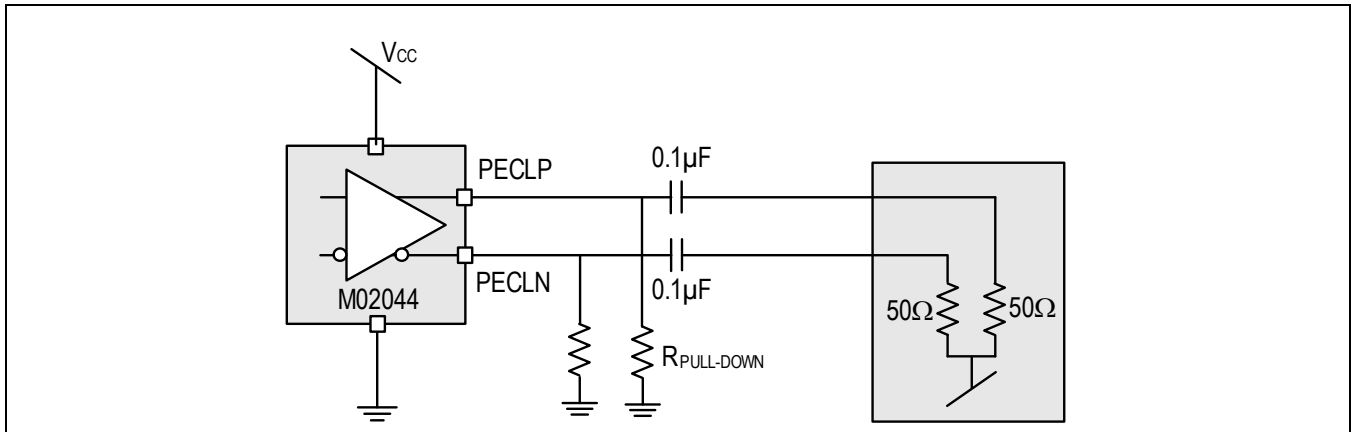 Vcc
PECLP
0.1µF
PECLN
0.1µF
M02044
50Ω
50Ω
RPULL-DOWN